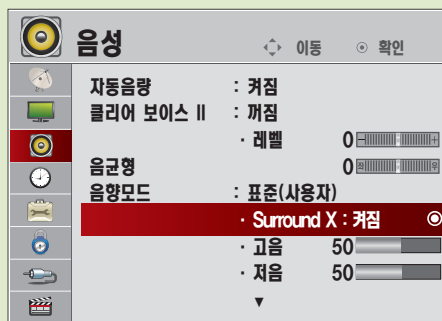 음성
이동 확인
자동음량 : 켜짐
클리어 보이스 II : 꺼짐
· 레벨 0 - +
음균형 0 좌 우
음향모드 : 표준(사용자)
· Surround X : 켜짐
· 고음 50
· 저음 50
▼